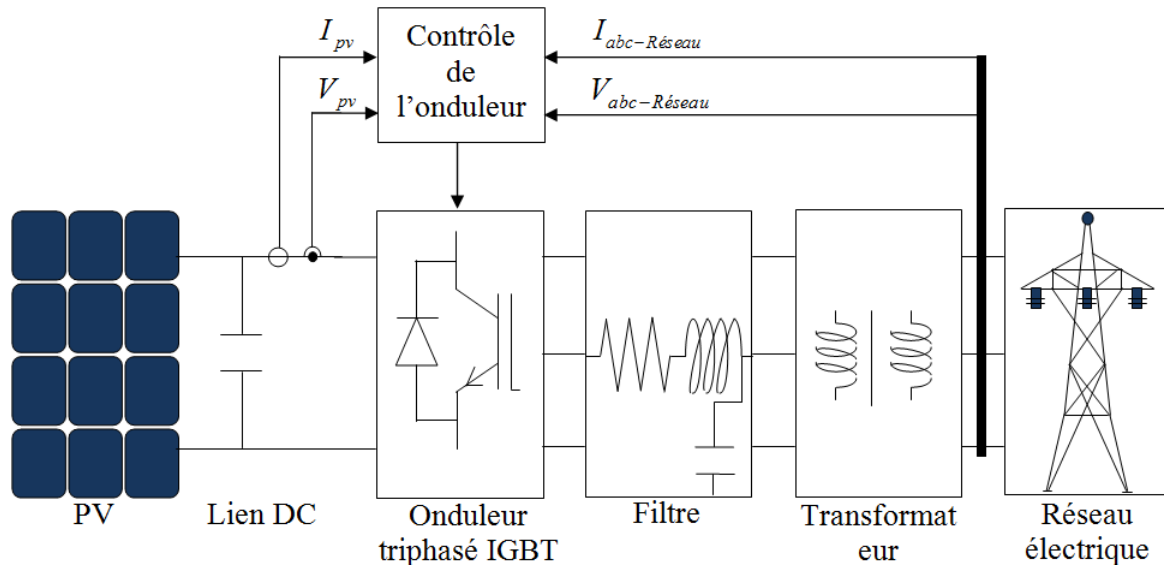 I_pv
Contrôle
de
l'onduleur
I_abc-Réseau
V_pv
V_abc-Réseau
PV
Lien DC
Onduleur
triphasé IGBT
Filtre
Transformat
eur
Réseau
électrique